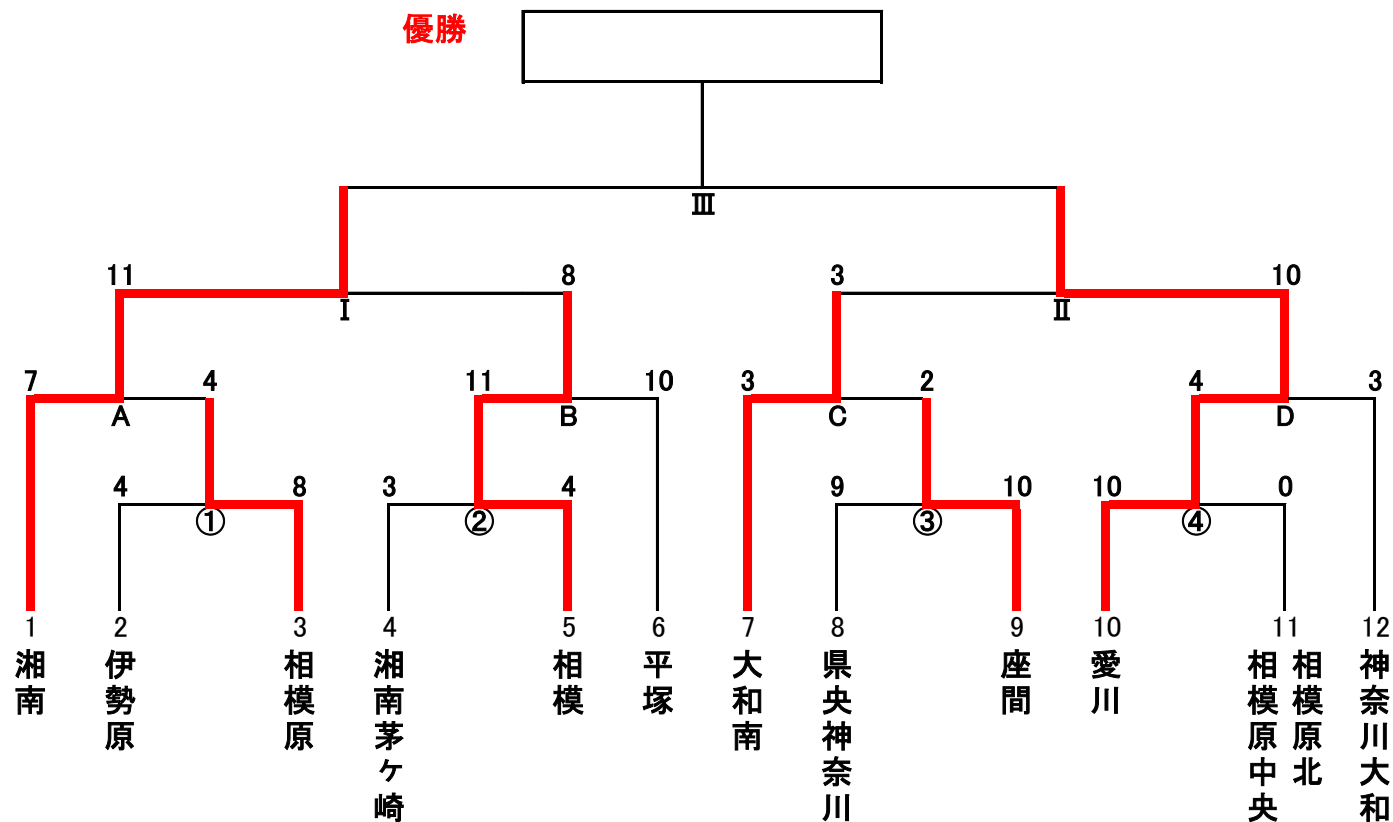 優勝
Ⅲ
11 8 3 10
Ⅰ Ⅱ
7 4 11 10 3 2 4 3
A B C D
4 8 3 4 9 10 10 0
① ② ③ ④
1 2 3 4 5 6 7 8 9 10 11 12
湘南
伊勢原
相模原
湘南茅ヶ崎
相模
平塚
大和南
県央神奈川
座間
愛川
相模原北
相模原中央
神奈川大和